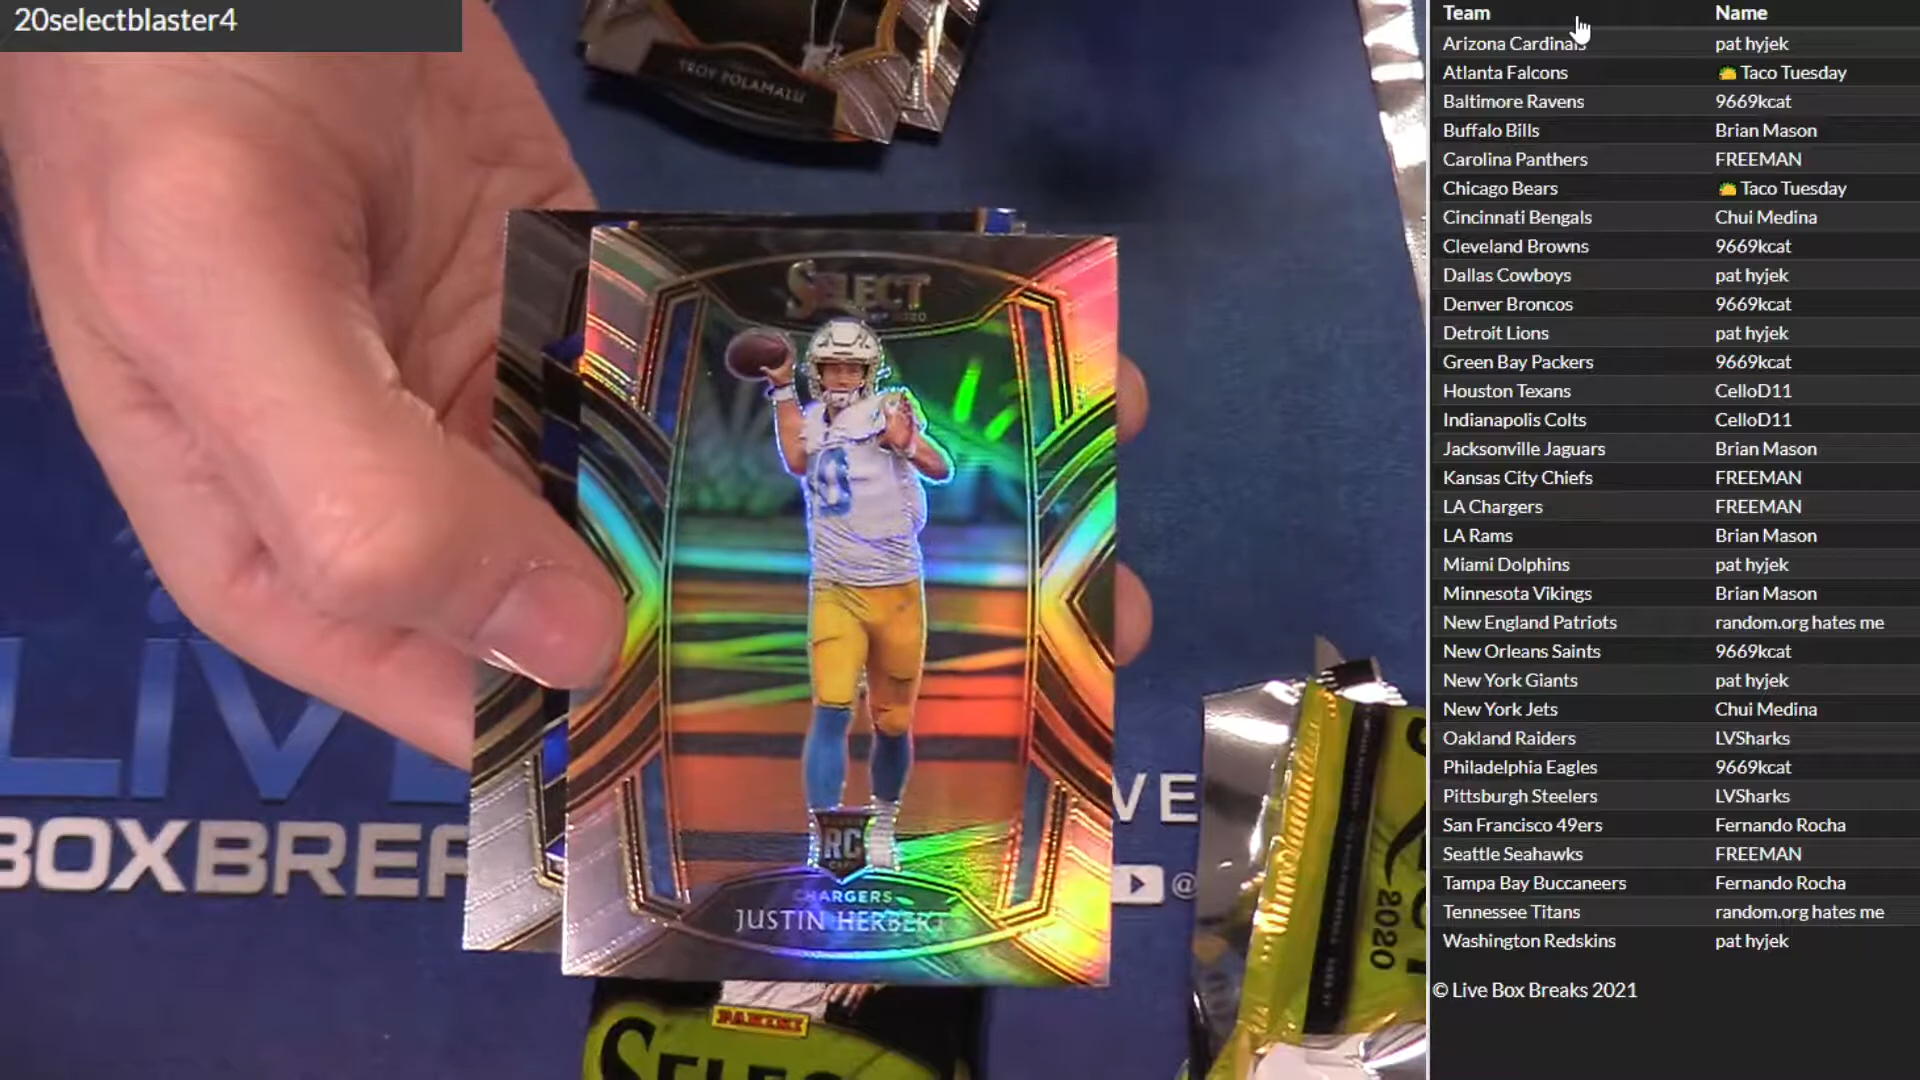 20selectblaster4
TROY POLAMALU
SELECT
2020
RC
CHARGERS
JUSTIN HERBERT
LIVE
BOXBREA
VE
@
PANINI
SELEC
2020
Team Name
Arizona Cardinals pat hyjek
Atlanta Falcons 🌮 Taco Tuesday
Baltimore Ravens 9669kcat
Buffalo Bills Brian Mason
Carolina Panthers FREEMAN
Chicago Bears 🌮 Taco Tuesday
Cincinnati Bengals Chui Medina
Cleveland Browns 9669kcat
Dallas Cowboys pat hyjek
Denver Broncos 9669kcat
Detroit Lions pat hyjek
Green Bay Packers 9669kcat
Houston Texans CelloD11
Indianapolis Colts CelloD11
Jacksonville Jaguars Brian Mason
Kansas City Chiefs FREEMAN
LA Chargers FREEMAN
LA Rams Brian Mason
Miami Dolphins pat hyjek
Minnesota Vikings Brian Mason
New England Patriots random.org hates me
New Orleans Saints 9669kcat
New York Giants pat hyjek
New York Jets Chui Medina
Oakland Raiders LVSharks
Philadelphia Eagles 9669kcat
Pittsburgh Steelers LVSharks
San Francisco 49ers Fernando Rocha
Seattle Seahawks FREEMAN
Tampa Bay Buccaneers Fernando Rocha
Tennessee Titans random.org hates me
Washington Redskins pat hyjek
© Live Box Breaks 2021